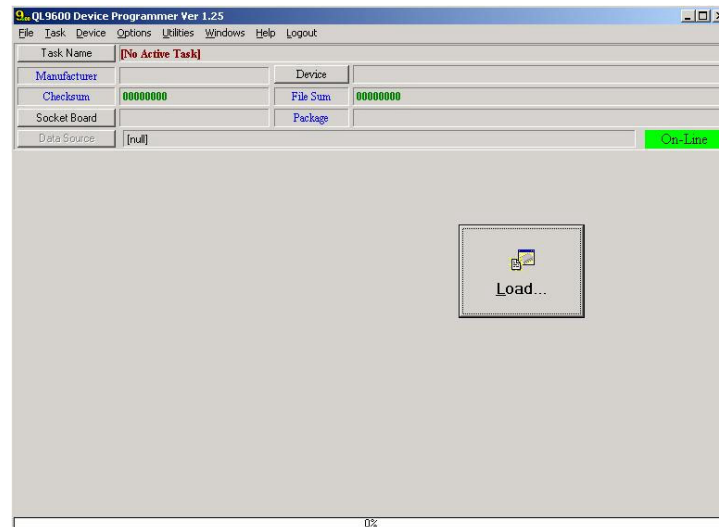 QL9600 Device Programmer Ver 1.25
File Task Device Options Utilities Windows Help Logout
Task Name [No Active Task]
Manufacturer Device
Checksum 00000000 File Sum 00000000
Socket Board Package
Data Source [null] On-Line
Load...
0%